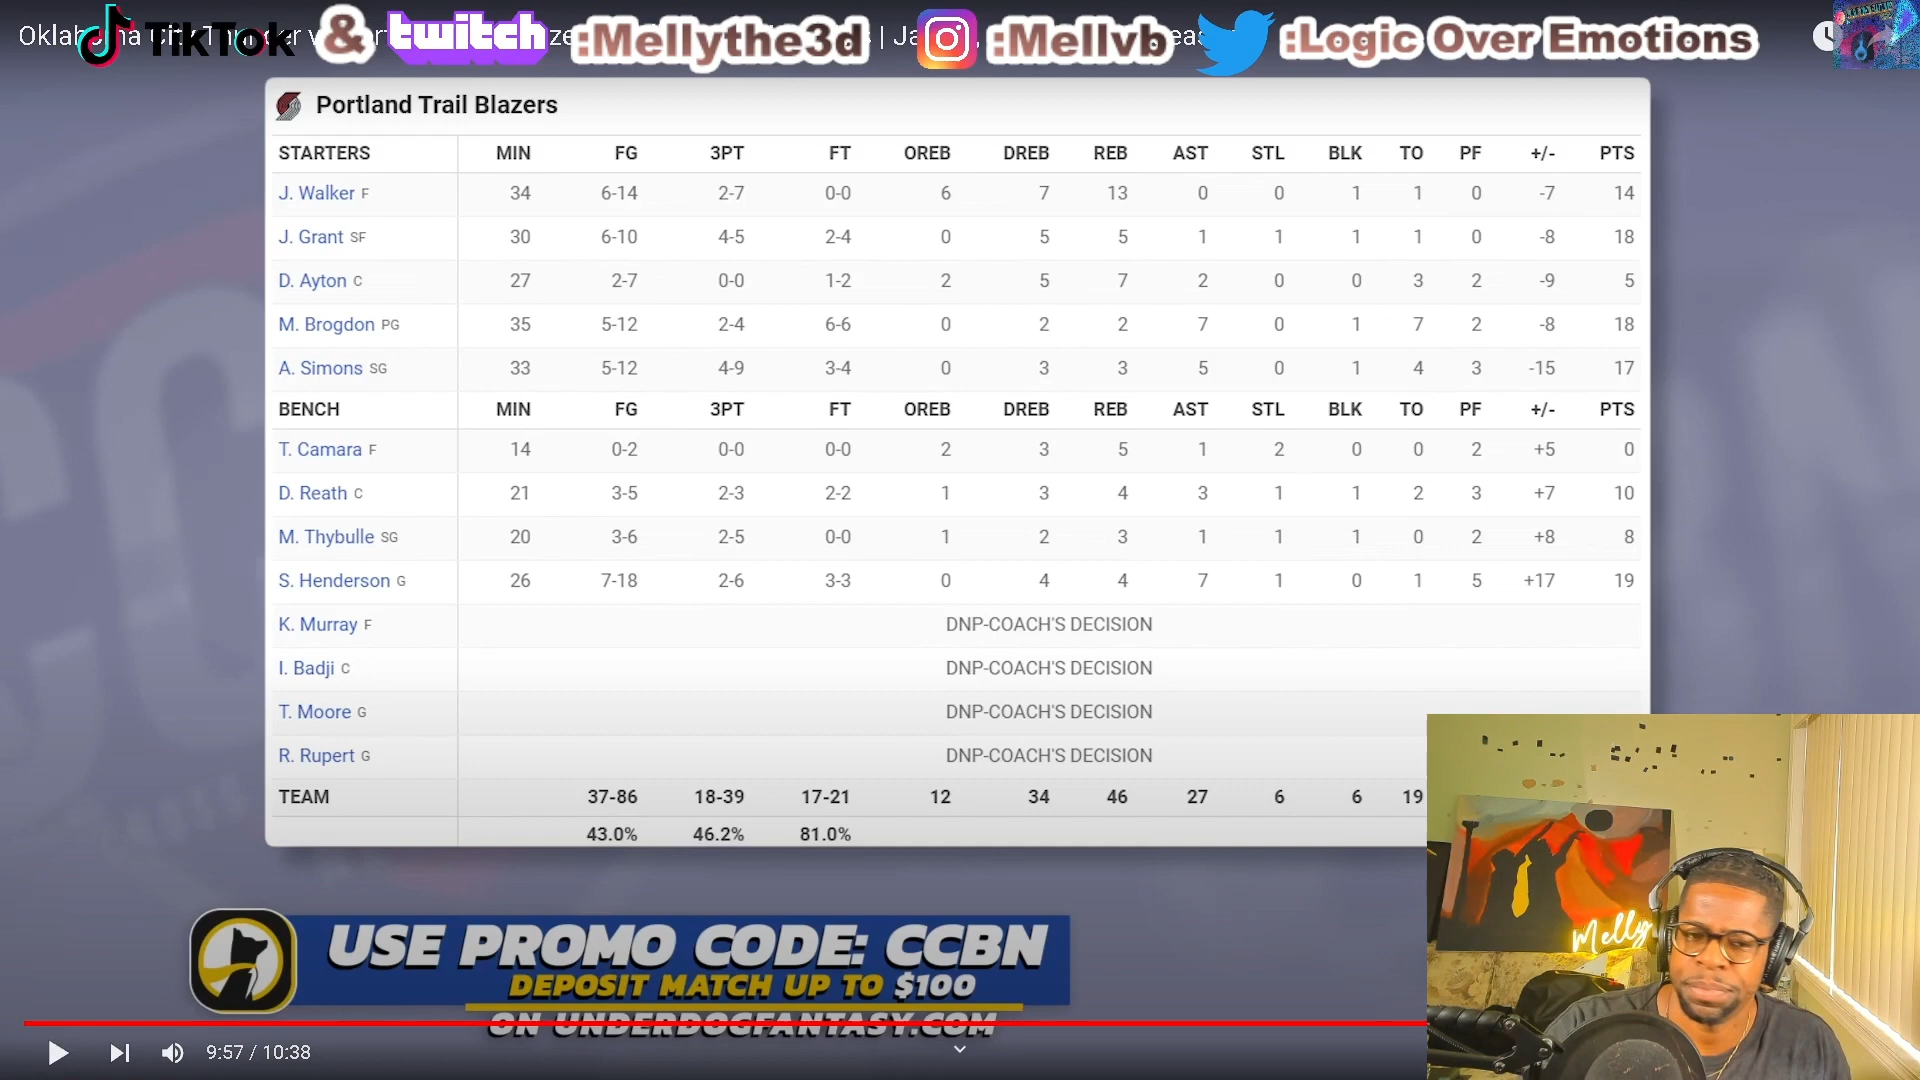 TikTok & twitch :Mellythe3d :Mellvb :Logic Over Emotions
Portland Trail Blazers
STARTERS MIN FG 3PT FT OREB DREB REB AST STL BLK TO PF +/- PTS
J. Walker F 34 6-14 2-7 0-0 6 7 13 0 0 1 1 0 -7 14
J. Grant SF 30 6-10 4-5 2-4 0 5 5 1 1 1 1 0 -8 18
D. Ayton C 27 2-7 0-0 1-2 2 5 7 2 0 0 3 2 -9 5
M. Brogdon PG 35 5-12 2-4 6-6 0 2 2 7 0 1 7 2 -8 18
A. Simons SG 33 5-12 4-9 3-4 0 3 3 5 0 1 4 3 -15 17
BENCH MIN FG 3PT FT OREB DREB REB AST STL BLK TO PF +/- PTS
T. Camara F 14 0-2 0-0 0-0 2 3 5 1 2 0 0 2 +5 0
D. Reath C 21 3-5 2-3 2-2 1 3 4 3 1 1 2 3 +7 10
M. Thybulle SG 20 3-6 2-5 0-0 1 2 3 1 1 1 0 2 +8 8
S. Henderson G 26 7-18 2-6 3-3 0 4 4 7 1 0 1 5 +17 19
K. Murray F DNP-COACH'S DECISION
I. Badji C DNP-COACH'S DECISION
T. Moore G DNP-COACH'S DECISION
R. Rupert G DNP-COACH'S DECISION
TEAM 37-86 18-39 17-21 12 34 46 27 6 6 19
43.0% 46.2% 81.0%
Melly
USE PROMO CODE: CCBN
DEPOSIT MATCH UP TO $100
ON UNDERDOGFANTASY.COM
9:57 / 10:38